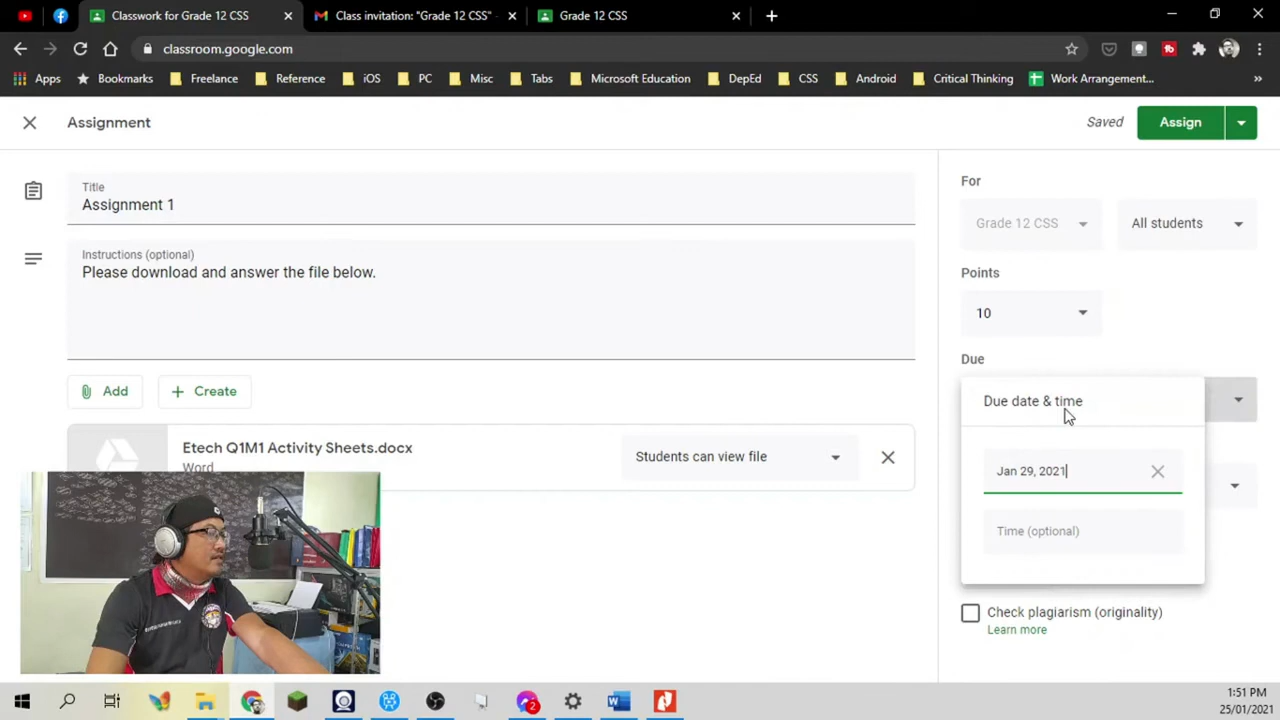 Classwork for Grade 12 CSS
Class invitation: "Grade 12 CSS" -
Grade 12 CSS
classroom.google.com
Apps
Bookmarks
Freelance
Reference
iOS
PC
Misc
Tabs
Microsoft Education
DepEd
CSS
Android
Critical Thinking
Work Arrangement...
Assignment
Saved
Assign
Title
Assignment 1
Instructions (optional)
Please download and answer the file below.
Add
Create
Etech Q1M1 Activity Sheets.docx
Word
Students can view file
For
Grade 12 CSS
All students
Points
10
Due
Due date & time
Jan 29, 2021
Time (optional)
Check plagiarism (originality)
Learn more
2
1:51 PM
25/01/2021